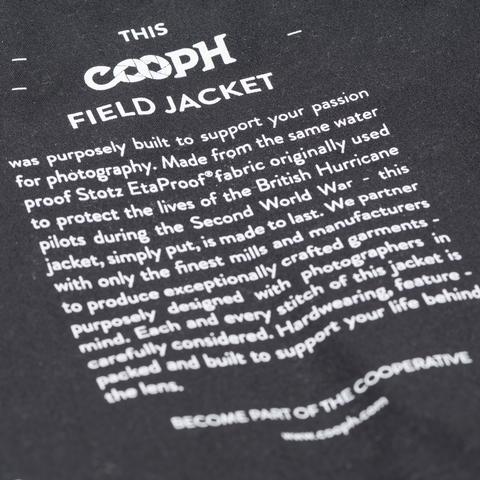 THIS
COOPH
FIELD JACKET
was purposely built to support your passion
for photography. Made from the same water
proof Stotz EtaProof® fabric originally used
to protect the lives of the British Hurricane
pilots during the Second World War - this
jacket, simply put, is made to last. We partner
with only the finest mills and manufacturers
to produce exceptionally crafted garments -
purposely designed with photographers in
mind. Each and every stitch of this jacket is
carefully considered. Hardwearing, feature -
packed and built to support your life behind
the lens.
BECOME PART OF THE COOPERATIVE
www.cooph.com